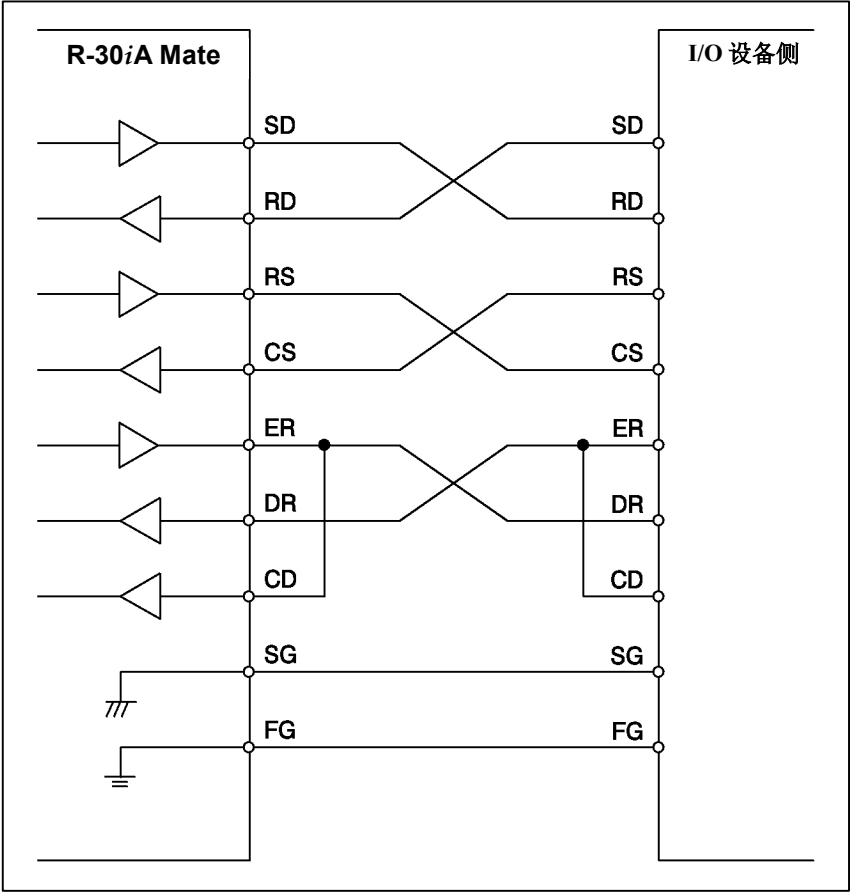 R-30iA Mate
I/O 设备侧
SD SD
RD RD
RS RS
CS CS
ER ER
DR DR
CD CD
SG SG
FG FG